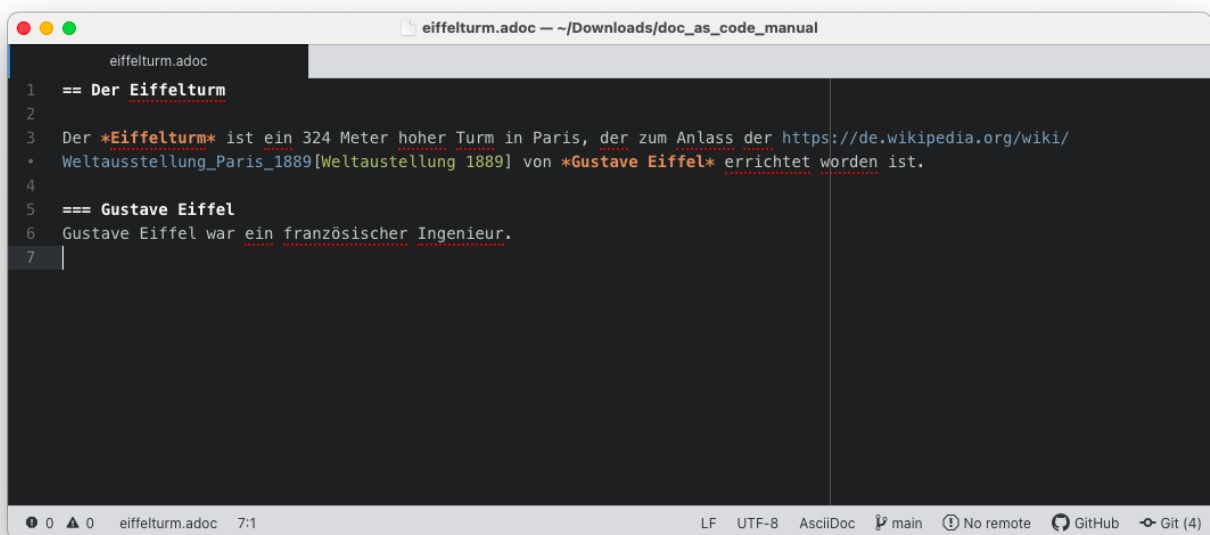 eiffelturm.adoc — ~/Downloads/doc_as_code_manual
eiffelturm.adoc
1 == Der Eiffelturm
2
3 Der *Eiffelturm* ist ein 324 Meter hoher Turm in Paris, der zum Anlass der https://de.wikipedia.org/wiki/
• Weltausstellung_Paris_1889[Weltaustellung 1889] von *Gustave Eiffel* errichtet worden ist.
4
5 === Gustave Eiffel
6 Gustave Eiffel war ein französischer Ingenieur.
7
0 0 eiffelturm.adoc 7:1 LF UTF-8 AsciiDoc main No remote GitHub Git (4)